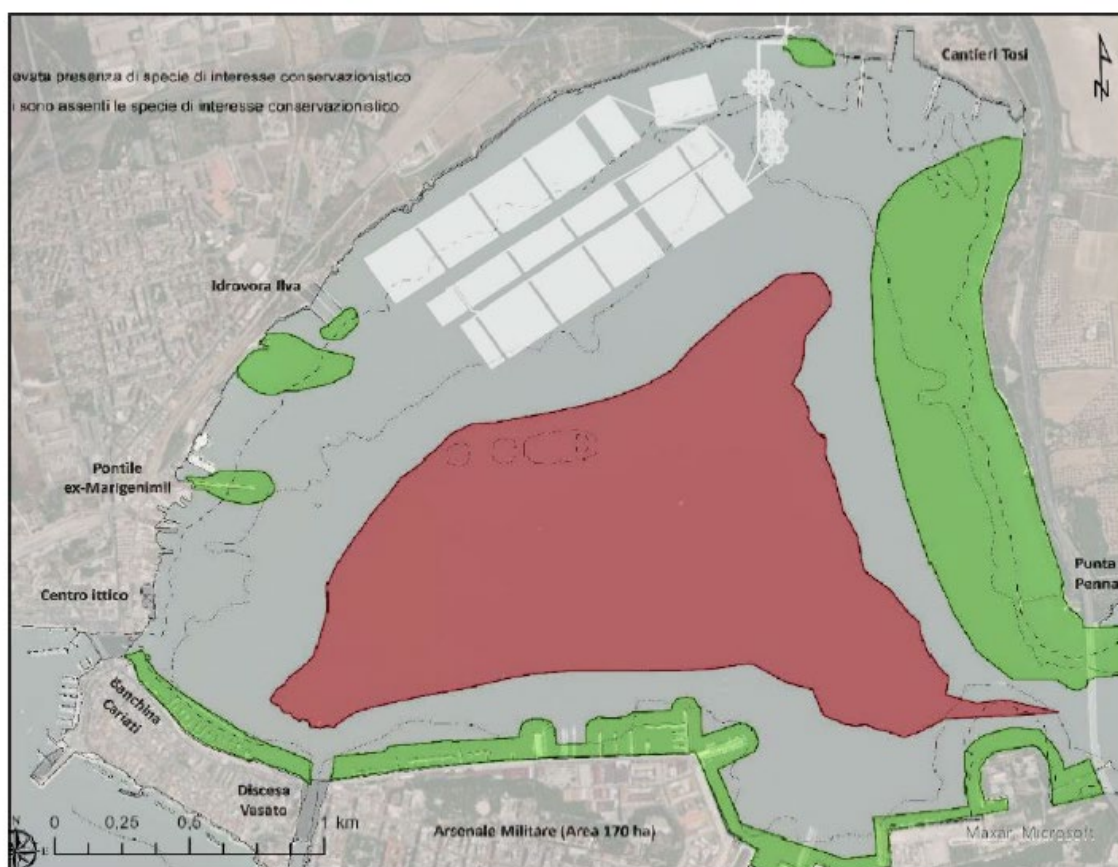 evata presenza di specie di interesse conservazionistico
i sono assenti le specie di interesse conservazionistico
Cantieri Tosi
Z
Idrovora Ilva
Pontile
ex-Marigenimil
Centro ittico
Punta
Penna
Banchina
Cariati
Discesa
Vasato
0 0,25 0,6 1 km
Arsenale Militare (Area 170 ha)
Maxar, Microsoft
N
E